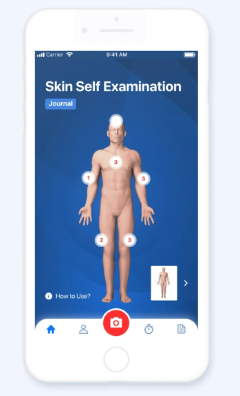 Carrier 9:41 AM
Skin Self Examination
Journal
3
1 3
2 3
i How to Use?